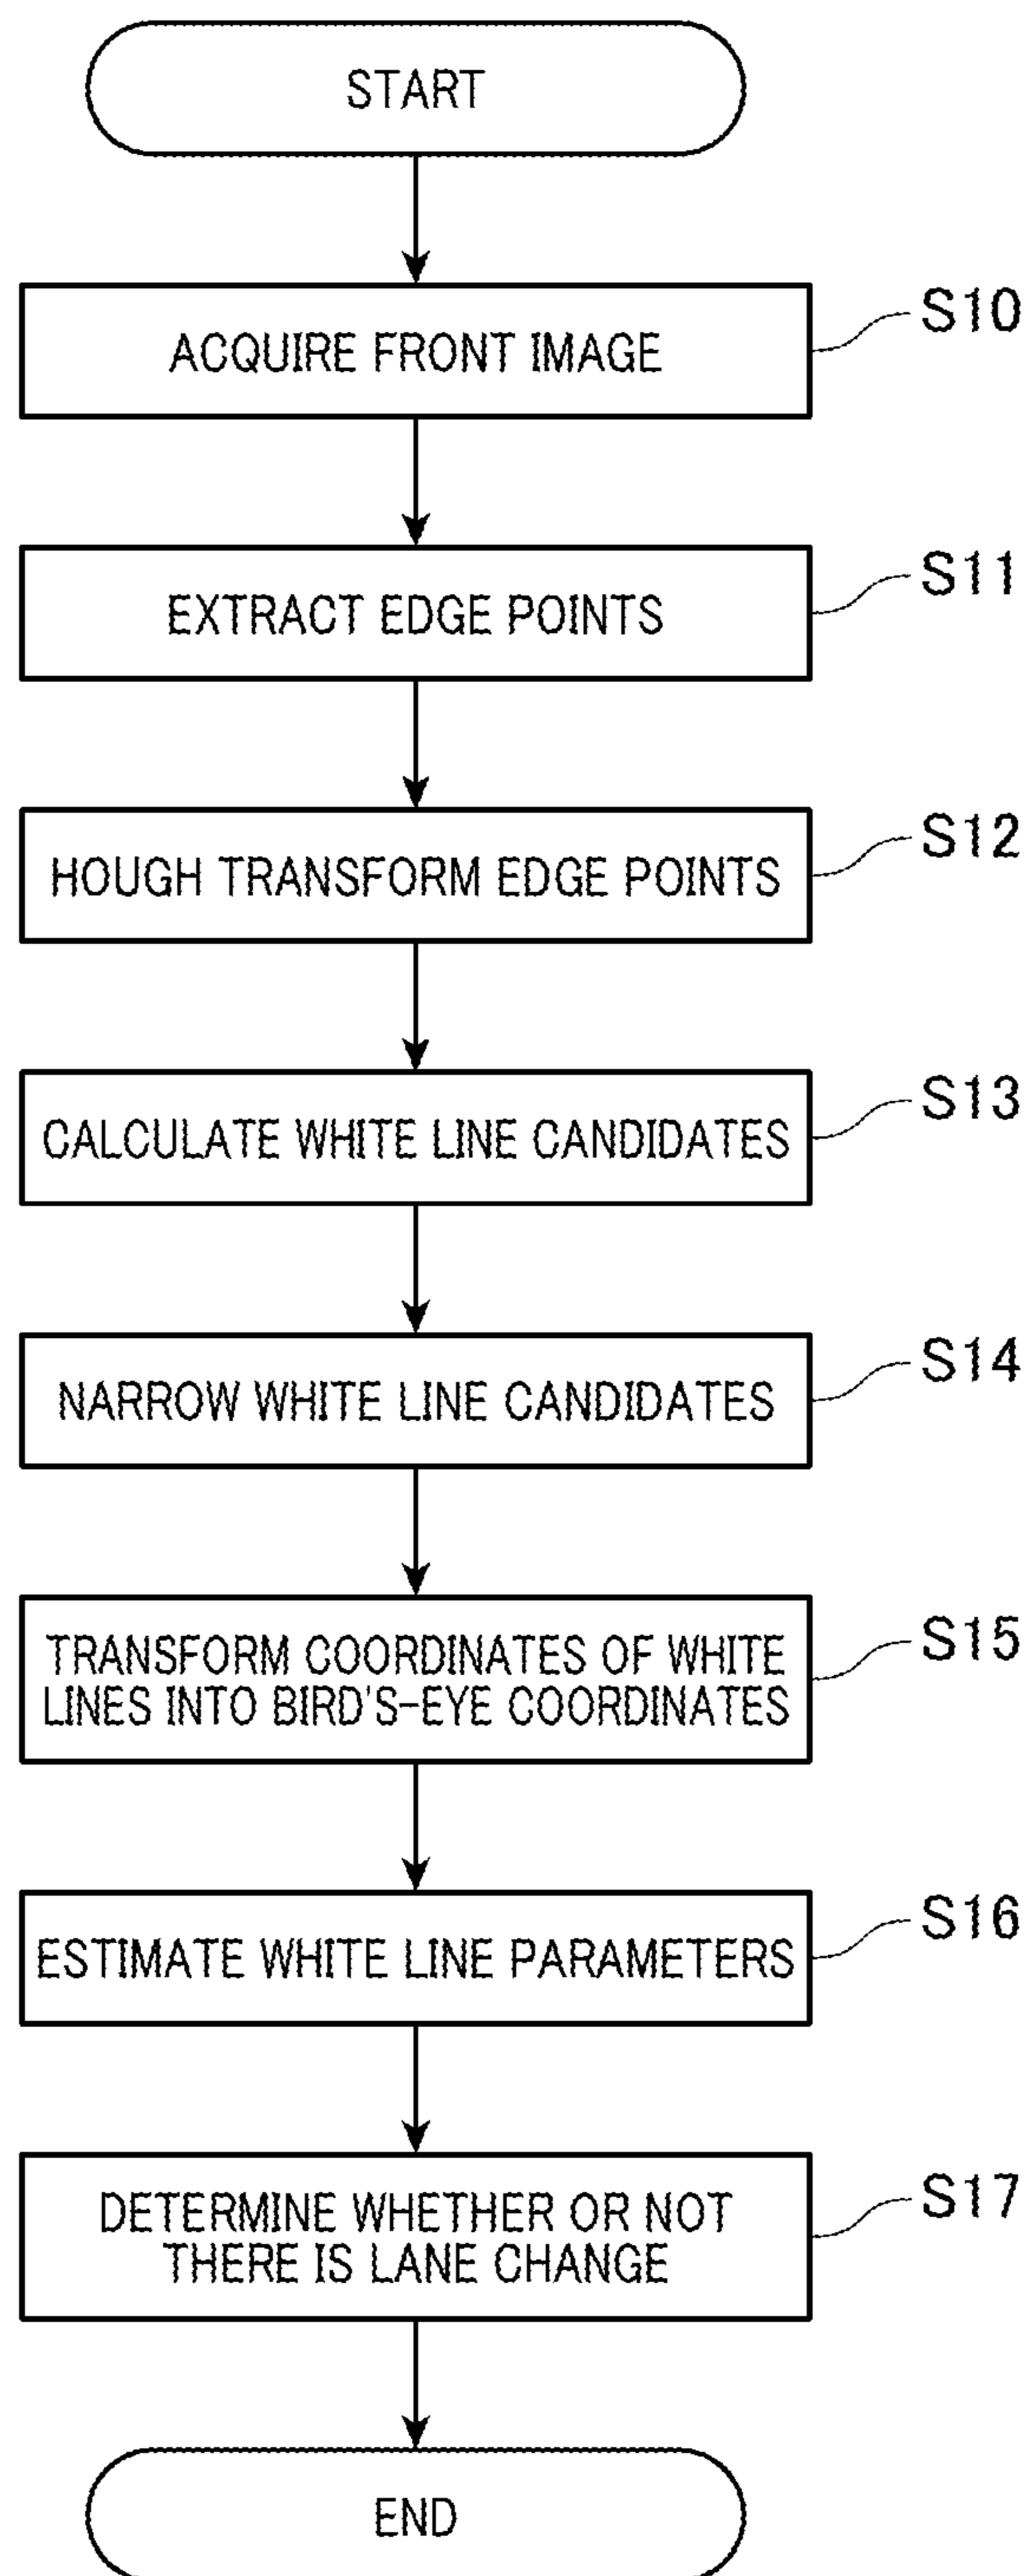 START
ACQUIRE FRONT IMAGE
S10
EXTRACT EDGE POINTS
S11
HOUGH TRANSFORM EDGE POINTS
S12
CALCULATE WHITE LINE CANDIDATES
S13
NARROW WHITE LINE CANDIDATES
S14
TRANSFORM COORDINATES OF WHITE
LINES INTO BIRD'S-EYE COORDINATES
S15
ESTIMATE WHITE LINE PARAMETERS
S16
DETERMINE WHETHER OR NOT
THERE IS LANE CHANGE
S17
END